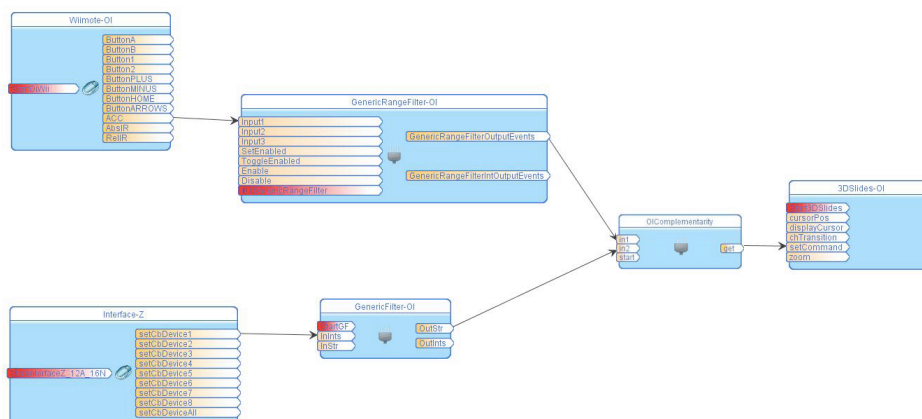 Wiimote-OI
ButtonA
ButtonB
Button1
Button2
ButtonPLUS
ButtonMINUS
ButtonHOME
ButtonARROWS
ACC
AbsIR
RelIR
GenericRangeFilter-OI
Input1
Input2
Input3
SetEnabled
ToggleEnabled
Enable
Disable
GenericRangeFilterOutputEvents
GenericRangeFilterIntOutputEvents
OIComplementarity
in1
in2
start
get
3DSlides-OI
cursorPos
displayCursor
chTransition
setCommand
zoom
Interface-Z
setCbDevice1
setCbDevice2
setCbDevice3
setCbDevice4
setCbDevice5
setCbDevice6
setCbDevice7
setCbDevice8
setCbDeviceAll
GenericFilter-OI
InInts
InStr
OutStr
OutInts